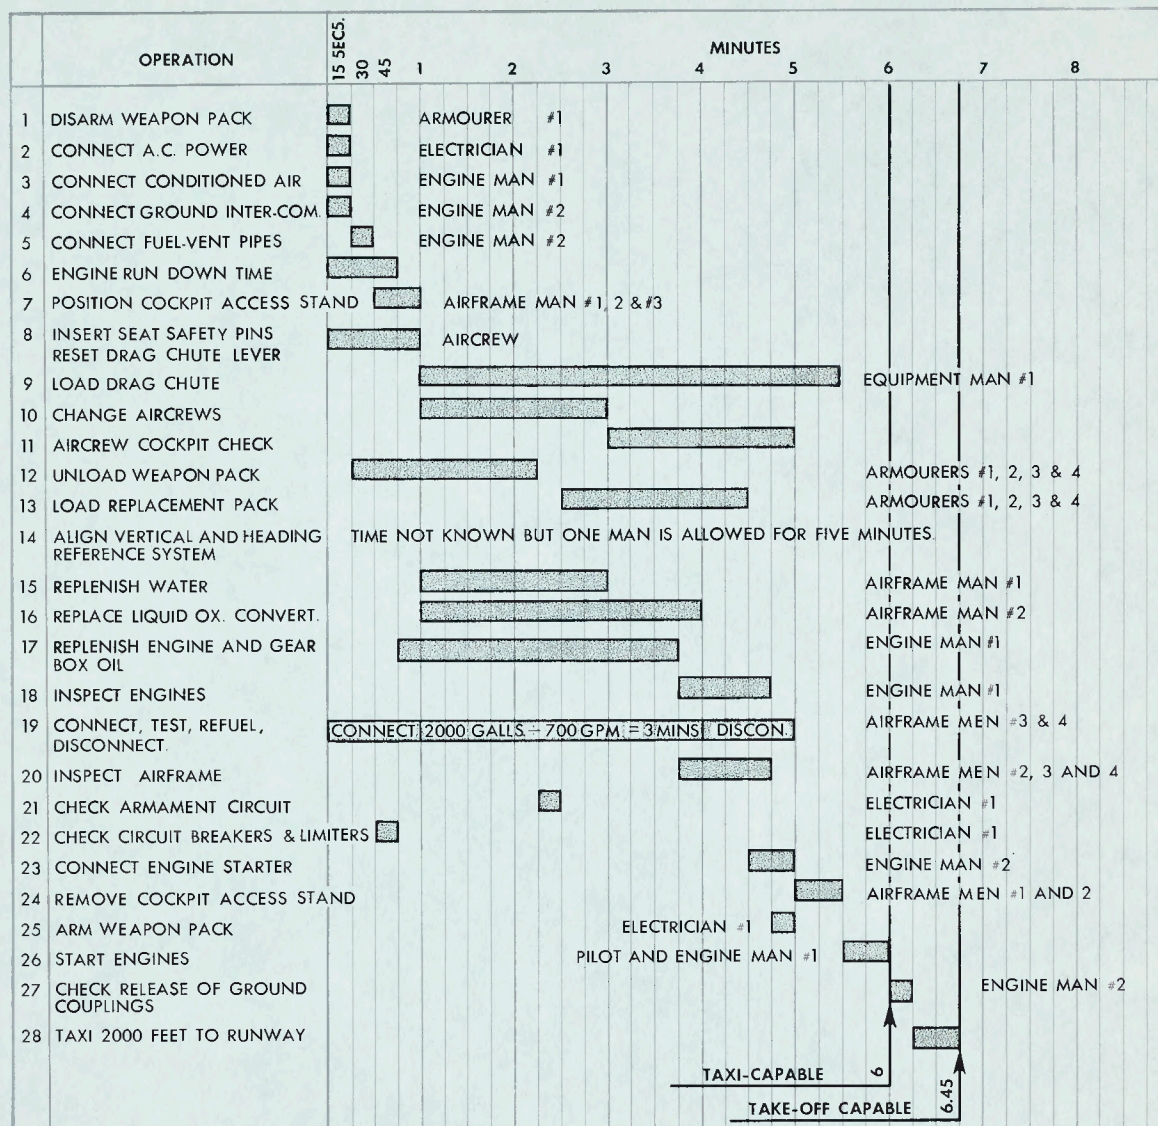 OPERATION
15 SECS.
30
45
MINUTES
1 2 3 4 5 6 7 8
1 DISARM WEAPON PACK ARMOURER #1
2 CONNECT A.C. POWER ELECTRICIAN #1
3 CONNECT CONDITIONED AIR ENGINE MAN #1
4 CONNECT GROUND INTER-COM. ENGINE MAN #2
5 CONNECT FUEL-VENT PIPES ENGINE MAN #2
6 ENGINE RUN DOWN TIME
7 POSITION COCKPIT ACCESS STAND AIRFRAME MAN #1, 2 & #3
8 INSERT SEAT SAFETY PINS
RESET DRAG CHUTE LEVER AIRCREW
9 LOAD DRAG CHUTE EQUIPMENT MAN #1
10 CHANGE AIRCREWS
11 AIRCREW COCKPIT CHECK
12 UNLOAD WEAPON PACK ARMOURERS #1, 2, 3 & 4
13 LOAD REPLACEMENT PACK ARMOURERS #1, 2, 3 & 4
14 ALIGN VERTICAL AND HEADING TIME NOT KNOWN BUT ONE MAN IS ALLOWED FOR FIVE MINUTES.
REFERENCE SYSTEM
15 REPLENISH WATER AIRFRAME MAN #1
16 REPLACE LIQUID OX. CONVERT. AIRFRAME MAN #2
17 REPLENISH ENGINE AND GEAR ENGINE MAN #1
BOX OIL
18 INSPECT ENGINES ENGINE MAN #1
19 CONNECT, TEST, REFUEL, AIRFRAME MEN #3 & 4
DISCONNECT. CONNECT 2000 GALLS. ÷ 700 GPM = 3 MINS DISCON.
20 INSPECT AIRFRAME AIRFRAME MEN #2, 3 AND 4
21 CHECK ARMAMENT CIRCUIT ELECTRICIAN #1
22 CHECK CIRCUIT BREAKERS & LIMITERS ELECTRICIAN #1
23 CONNECT ENGINE STARTER ENGINE MAN #2
24 REMOVE COCKPIT ACCESS STAND AIRFRAME MEN #1 AND 2
25 ARM WEAPON PACK ELECTRICIAN #1
26 START ENGINES PILOT AND ENGINE MAN #1
27 CHECK RELEASE OF GROUND ENGINE MAN #2
COUPLINGS
28 TAXI 2000 FEET TO RUNWAY
TAXI-CAPABLE 6
TAKE-OFF CAPABLE 6.45